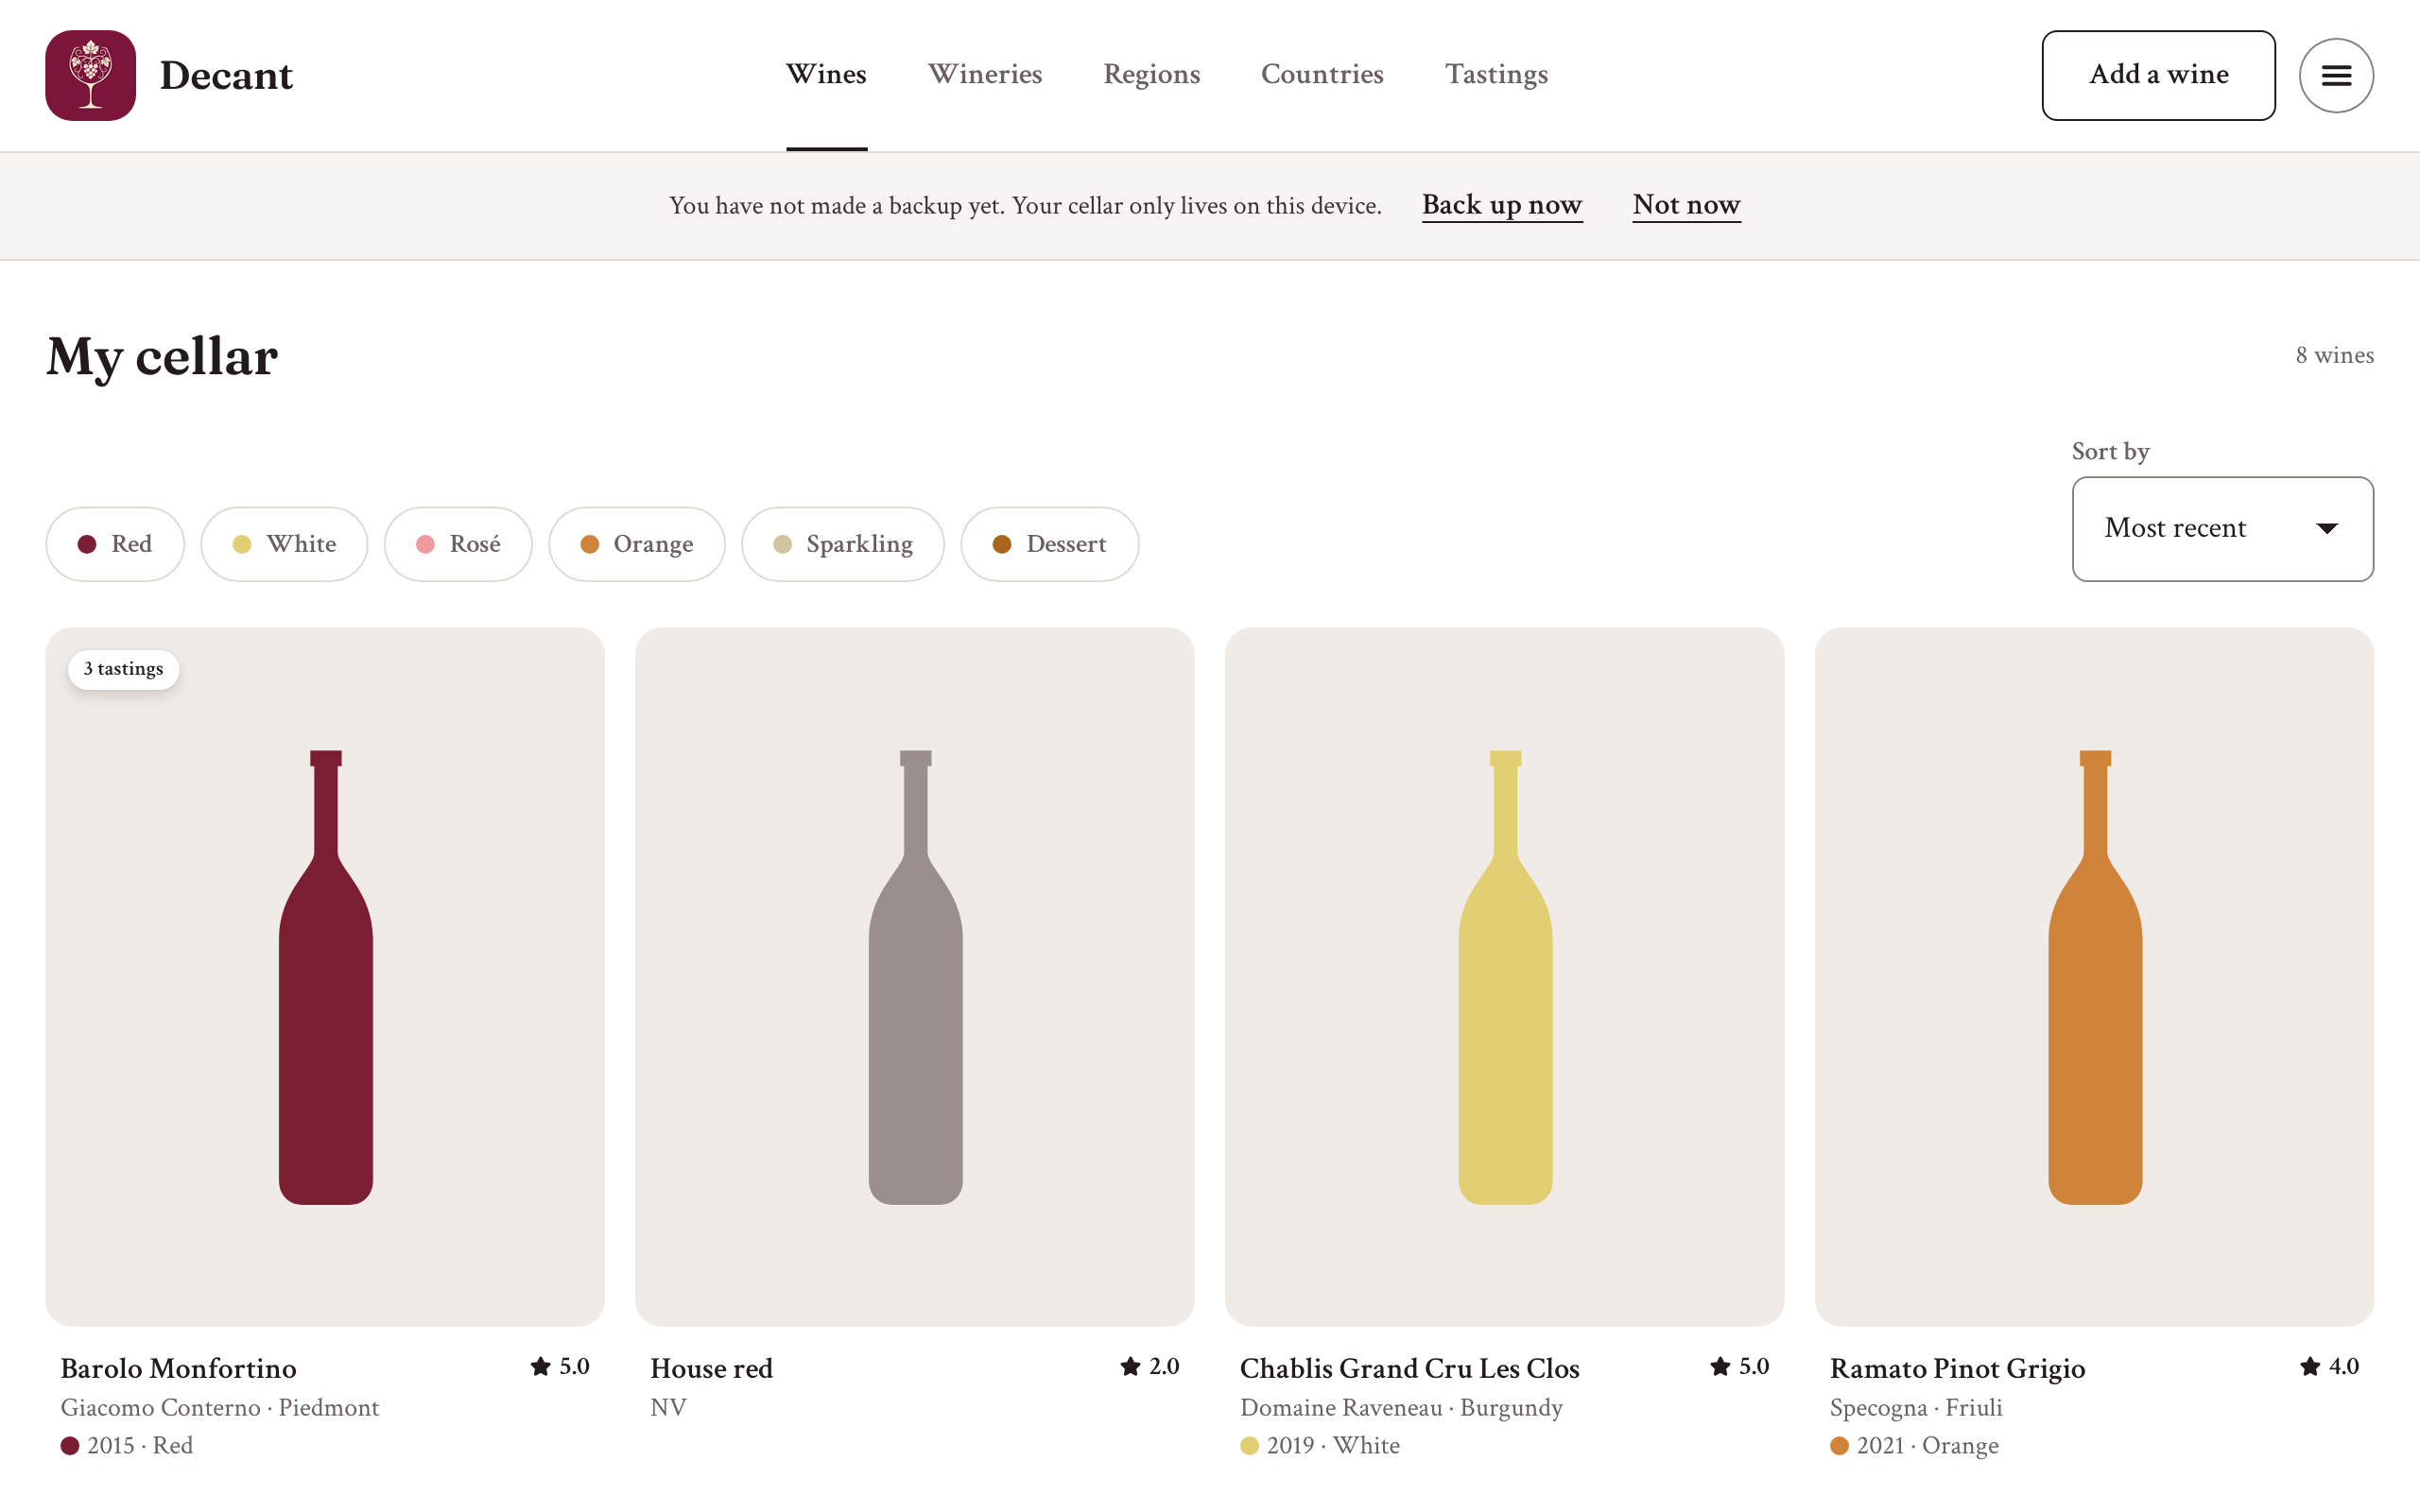 Decant
Wines
Wineries
Regions
Countries
Tastings
Add a wine
You have not made a backup yet. Your cellar only lives on this device.
Back up now
Not now
My cellar
8 wines
Sort by
Most recent
Red
White
Rosé
Orange
Sparkling
Dessert
3 tastings
Barolo Monfortino
5.0
Giacomo Conterno · Piedmont
2015 · Red
House red
2.0
NV
Chablis Grand Cru Les Clos
5.0
Domaine Raveneau · Burgundy
2019 · White
Ramato Pinot Grigio
4.0
Specogna · Friuli
2021 · Orange